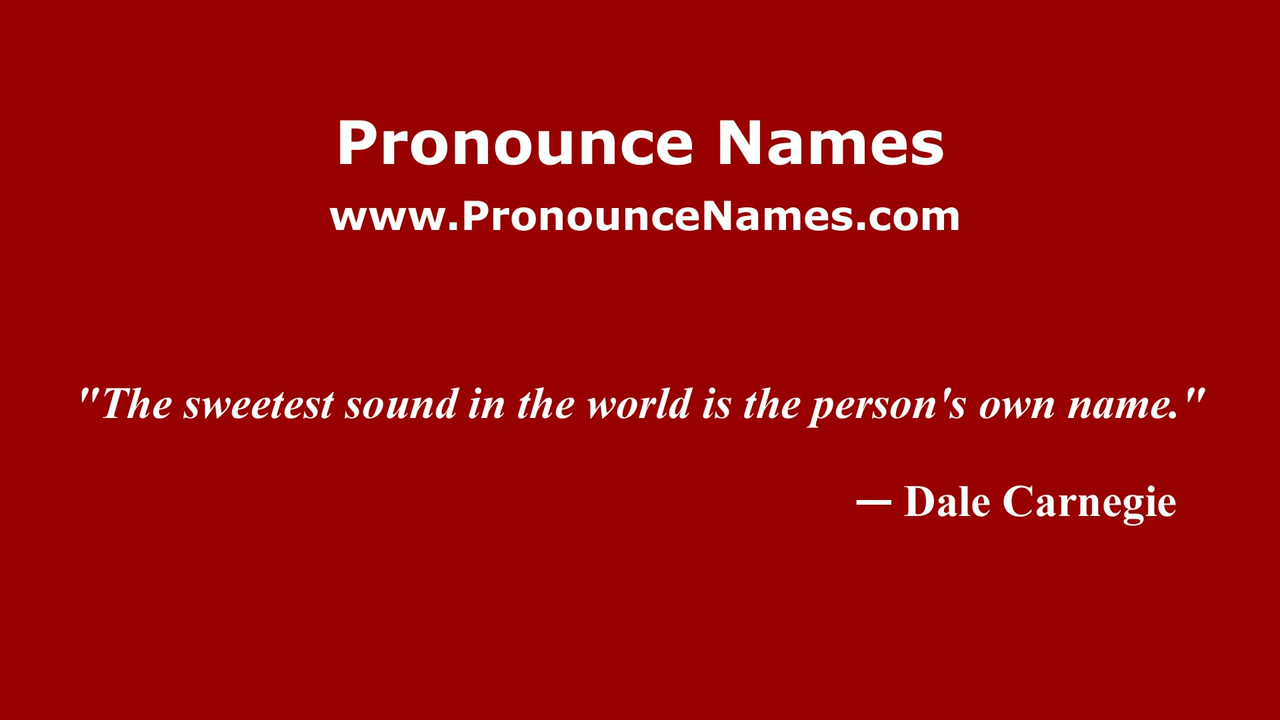 Pronounce Names
www.PronounceNames.com
"The sweetest sound in the world is the person's own name."
— Dale Carnegie